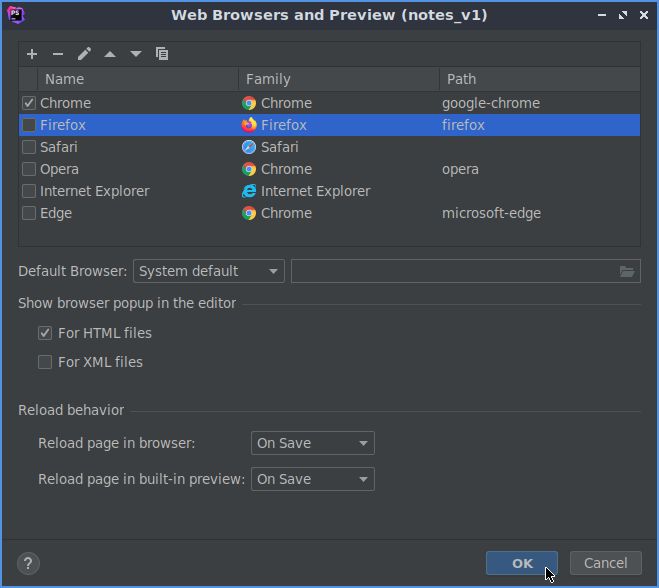 PS
Web Browsers and Preview (notes_v1)
Name Family Path
Chrome Chrome google-chrome
Firefox Firefox firefox
Safari Safari
Opera Chrome opera
Internet Explorer Internet Explorer
Edge Chrome microsoft-edge
Default Browser: System default
Show browser popup in the editor
For HTML files
For XML files
Reload behavior
Reload page in browser: On Save
Reload page in built-in preview: On Save
? OK Cancel